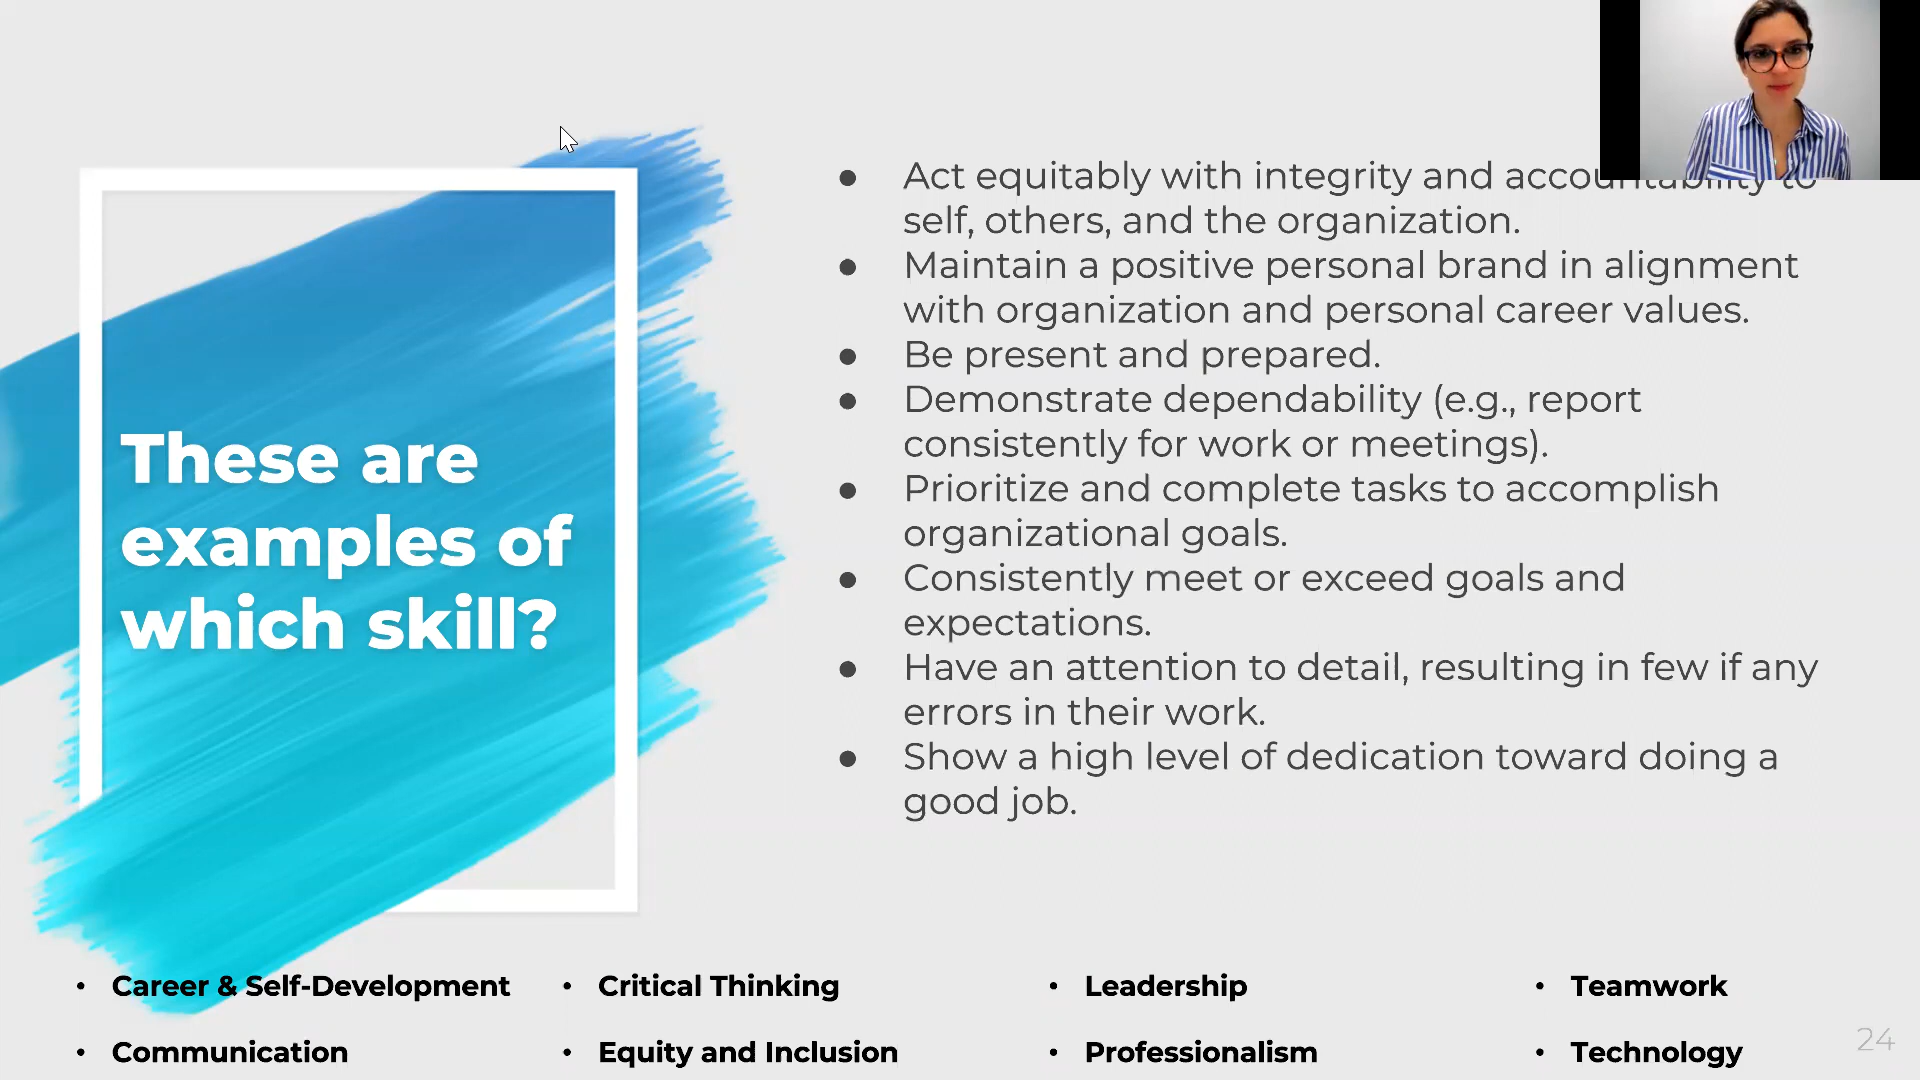 These are
examples of
which skill?
● Act equitably with integrity and accountability to
self, others, and the organization.
● Maintain a positive personal brand in alignment
with organization and personal career values.
● Be present and prepared.
● Demonstrate dependability (e.g., report
consistently for work or meetings).
● Prioritize and complete tasks to accomplish
organizational goals.
● Consistently meet or exceed goals and
expectations.
● Have an attention to detail, resulting in few if any
errors in their work.
● Show a high level of dedication toward doing a
good job.
• Career & Self-Development
• Communication
• Critical Thinking
• Equity and Inclusion
• Leadership
• Professionalism
• Teamwork
• Technology
24